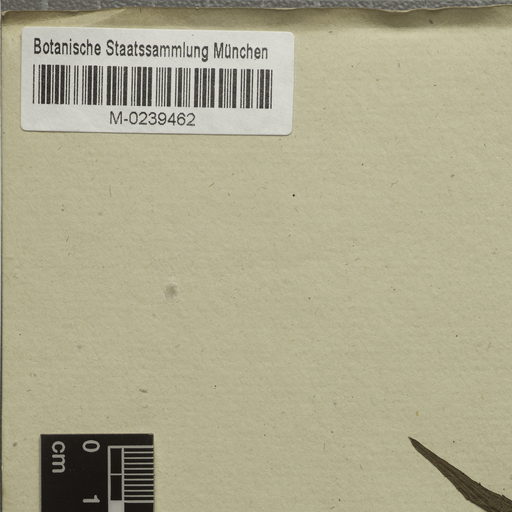 Botanische Staatssammlung München
M-0239462
0
1
cm